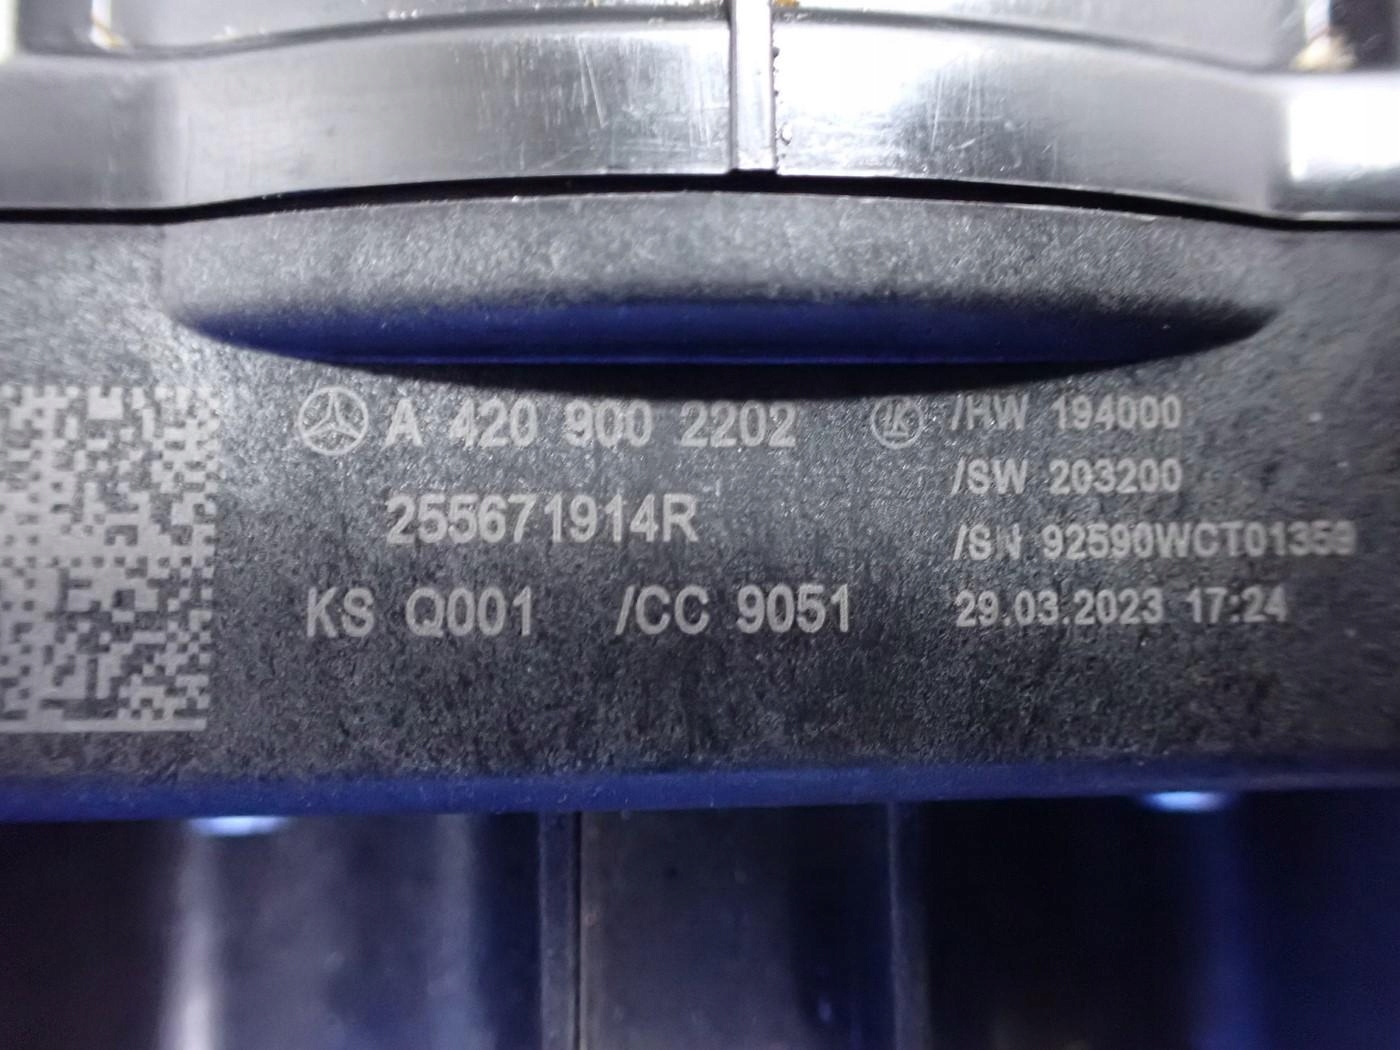 A 420 900 2202
255671914R
KS Q001 /CC 9051
/HW 194000
/SW 203200
/SN 92590WCT01359
29.03.2023 17:24